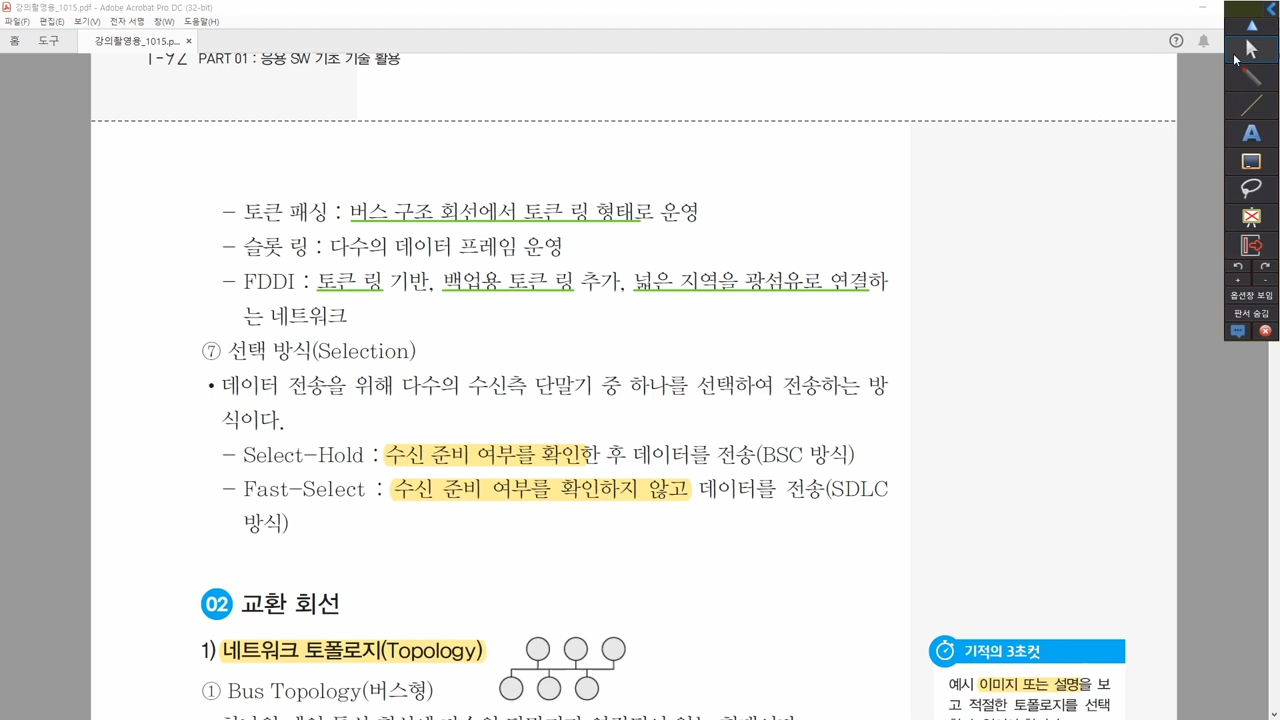 강의촬영용_1015.pdf - Adobe Acrobat Pro DC (32-bit)
파일(F) 편집(E) 보기(V) 전자 서명 창(W) 도움말(H)
홈 도구 강의촬영용_1015.p... ×
1-92 PART 01 : 응용 SW 기초 기술 활용
– 토큰 패싱 : 버스 구조 회선에서 토큰 링 형태로 운영
– 슬롯 링 : 다수의 데이터 프레임 운영
– FDDI : 토큰 링 기반, 백업용 토큰 링 추가, 넓은 지역을 광섬유로 연결하
는 네트워크
⑦ 선택 방식(Selection)
• 데이터 전송을 위해 다수의 수신측 단말기 중 하나를 선택하여 전송하는 방
식이다.
– Select-Hold : 수신 준비 여부를 확인한 후 데이터를 전송(BSC 방식)
– Fast-Select : 수신 준비 여부를 확인하지 않고 데이터를 전송(SDLC
방식)
02 교환 회선
1) 네트워크 토폴로지(Topology)
① Bus Topology(버스형)
기적의 3초컷
예시 이미지 또는 설명을 보
고 적절한 토폴로지를 선택
A
옵션창 보임
판서 숨김